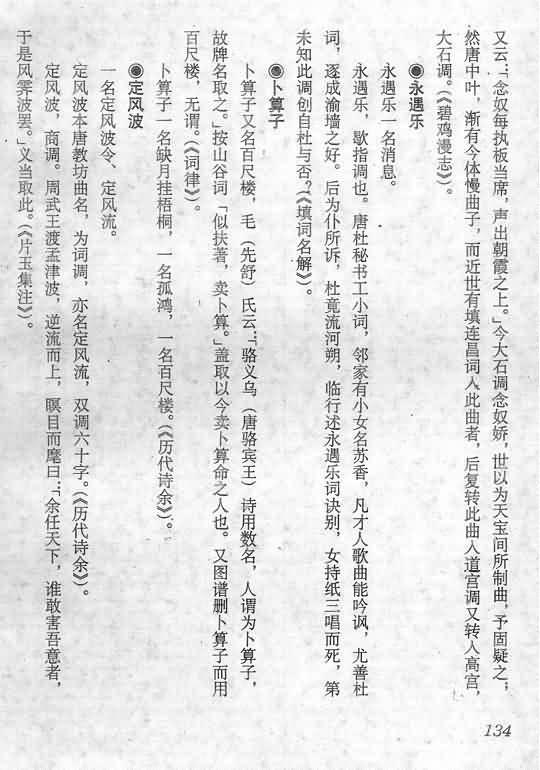 又云：“念奴每执板当席，声出朝霞之上。”今大石调念奴娇，世以为天宝间所制曲，予固疑之；
然唐中叶，渐有今体慢曲子，而近世有填连昌词入此曲者，后复转此曲入道宫调又转入高宫，
大石调。（《碧鸡漫志》）。
◉永遇乐
永遇乐一名消息。
永遇乐，歇指调也。唐杜秘书工小词，邻家有小女名苏香，凡才人歌曲能吟讽，尤善杜
词，逐成渝墙之好。后为仆所诉，杜竟流河朔，临行述永遇乐词诀别，女持纸三唱而死，第
未知此调创自杜与否？（《填词名解》）。
◉卜算子
卜算子又名百尺楼，毛（先舒）氏云：“骆义乌（唐骆宾王）诗用数名，人谓为卜算子，
故牌名取之。”按山谷词「似扶著，卖卜算。」盖取以今卖卜算命之人也。又图谱删卜算子而用
百尺楼，无谓。（《词律》）。
卜算子一名缺月挂梧桐，一名孤鸿，一名百尺楼。（《历代诗余》）。
◉定风波
一名定风波令、定风流。
定风波本唐教坊曲名，为词调，亦名定风流，双调六十字。（《历代诗余》）。
定风波，商调。周武王渡孟津波，逆流而上，瞑目而麾曰：“余任天下，谁敢害吾意者，
于是风霁波罢。”义当取此。（《片玉集注》）。
134